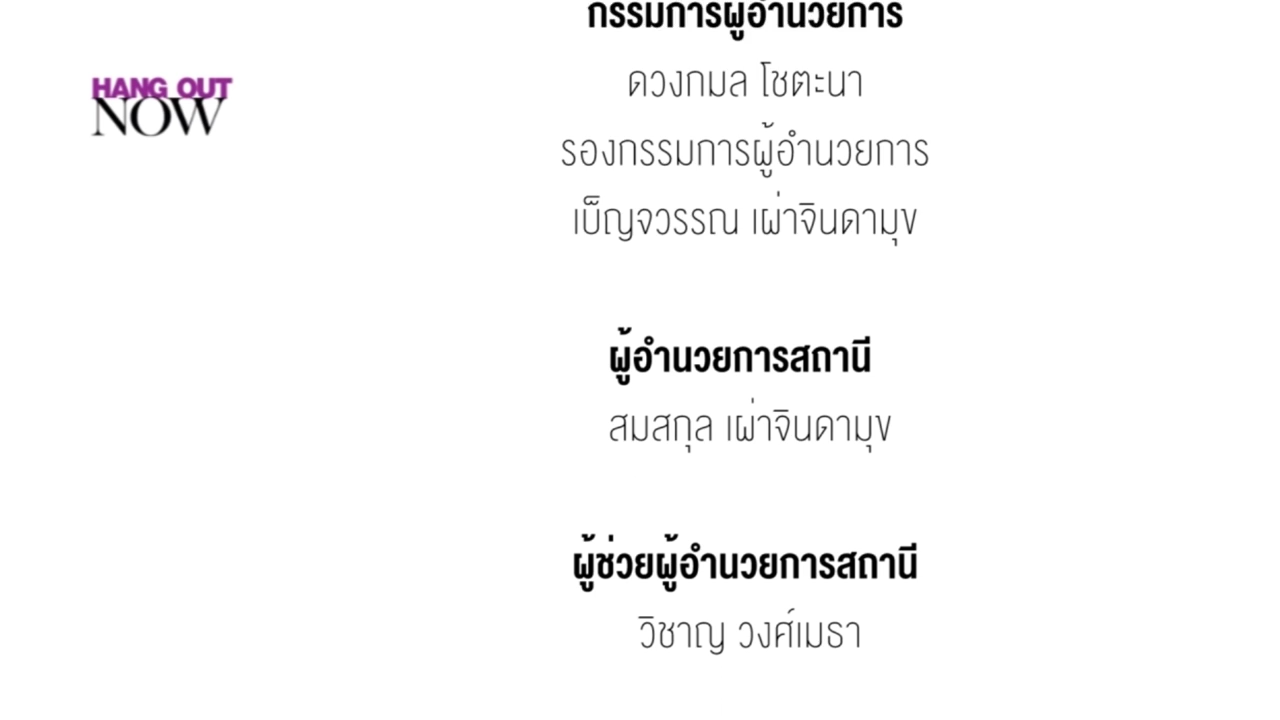 HANG OUT
NOW
กรรมการผู้อำนวยการ
ดวงกมล โชตะนา
รองกรรมการผู้อำนวยการ
เบ็ญจวรรณ เผ่าจินดามุข
ผู้อำนวยการสถานี
สมสกุล เผ่าจินดามุข
ผู้ช่วยผู้อำนวยการสถานี
วิชาญ วงศ์เมธา